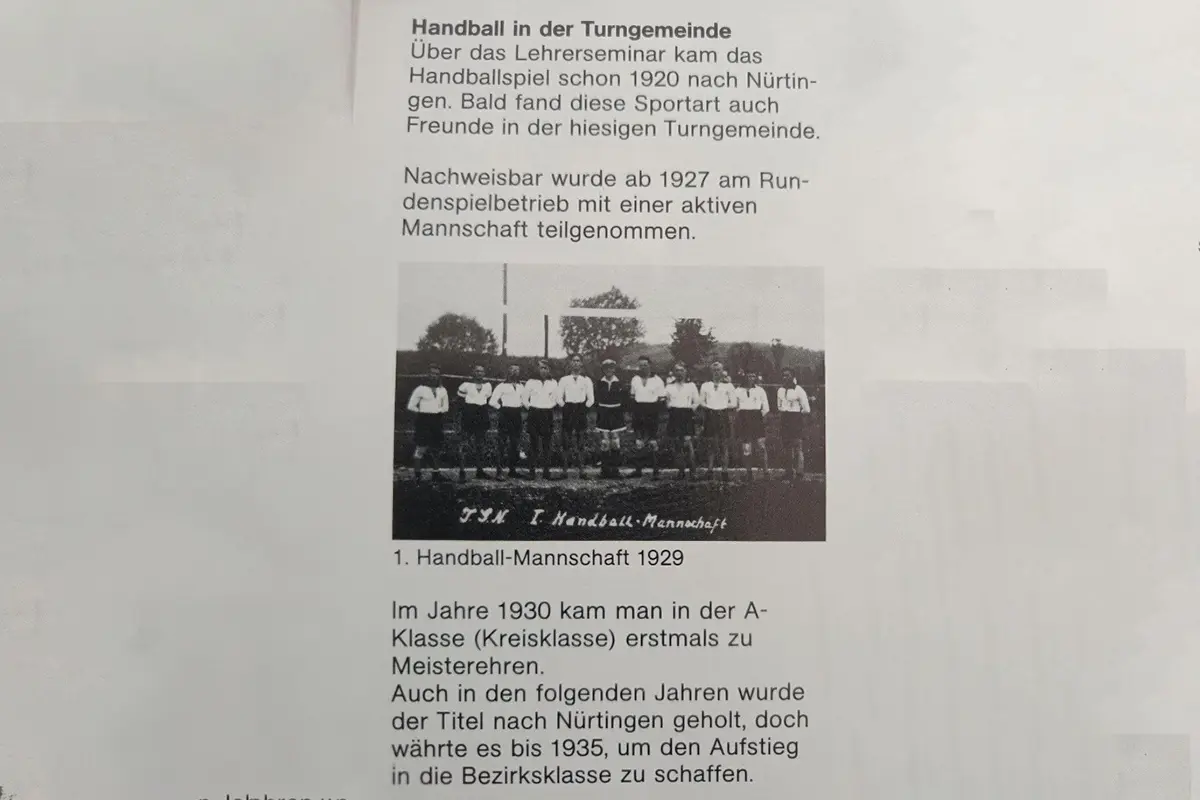 Handball in der Turngemeinde
Über das Lehrerseminar kam das
Handballspiel schon 1920 nach Nürtin-
gen. Bald fand diese Sportart auch
Freunde in der hiesigen Turngemeinde.
Nachweisbar wurde ab 1927 am Run-
denspielbetrieb mit einer aktiven
Mannschaft teilgenommen.
T.G.N. I. Handball-Mannschaft
1. Handball-Mannschaft 1929
Im Jahre 1930 kam man in der A-
Klasse (Kreisklasse) erstmals zu
Meisterehren.
Auch in den folgenden Jahren wurde
der Titel nach Nürtingen geholt, doch
währte es bis 1935, um den Aufstieg
in die Bezirksklasse zu schaffen.